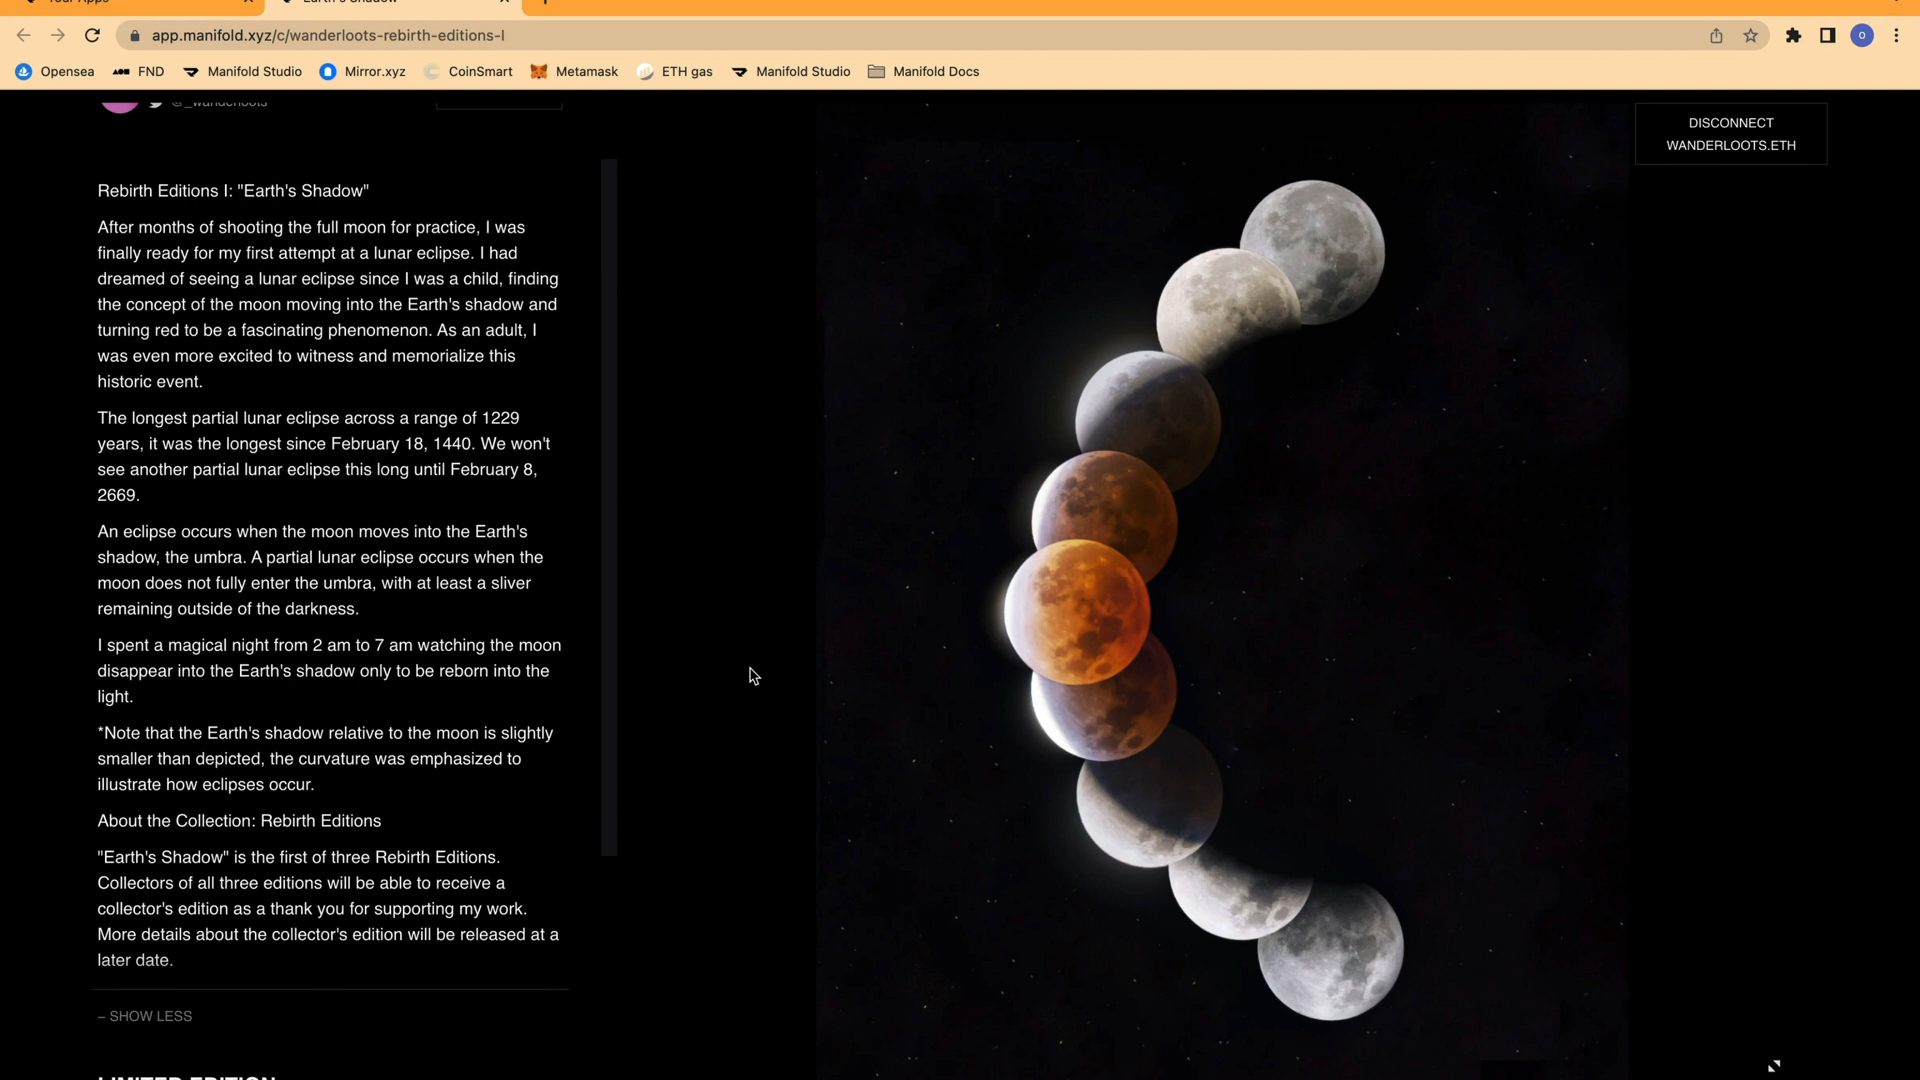 Your Apps
Earth's Shadow
app.manifold.xyz/c/wanderloots-rebirth-editions-I
O
Opensea
FND
Manifold Studio
Mirror.xyz
CoinSmart
Metamask
ETH gas
Manifold Studio
Manifold Docs
@_wanderloots
DISCONNECT
WANDERLOOTS.ETH
Rebirth Editions I: "Earth's Shadow"
After months of shooting the full moon for practice, I was
finally ready for my first attempt at a lunar eclipse. I had
dreamed of seeing a lunar eclipse since I was a child, finding
the concept of the moon moving into the Earth's shadow and
turning red to be a fascinating phenomenon. As an adult, I
was even more excited to witness and memorialize this
historic event.
The longest partial lunar eclipse across a range of 1229
years, it was the longest since February 18, 1440. We won't
see another partial lunar eclipse this long until February 8,
2669.
An eclipse occurs when the moon moves into the Earth's
shadow, the umbra. A partial lunar eclipse occurs when the
moon does not fully enter the umbra, with at least a sliver
remaining outside of the darkness.
I spent a magical night from 2 am to 7 am watching the moon
disappear into the Earth's shadow only to be reborn into the
light.
*Note that the Earth's shadow relative to the moon is slightly
smaller than depicted, the curvature was emphasized to
illustrate how eclipses occur.
About the Collection: Rebirth Editions
"Earth's Shadow" is the first of three Rebirth Editions.
Collectors of all three editions will be able to receive a
collector's edition as a thank you for supporting my work.
More details about the collector's edition will be released at a
later date.
– SHOW LESS
LIMITED EDITION